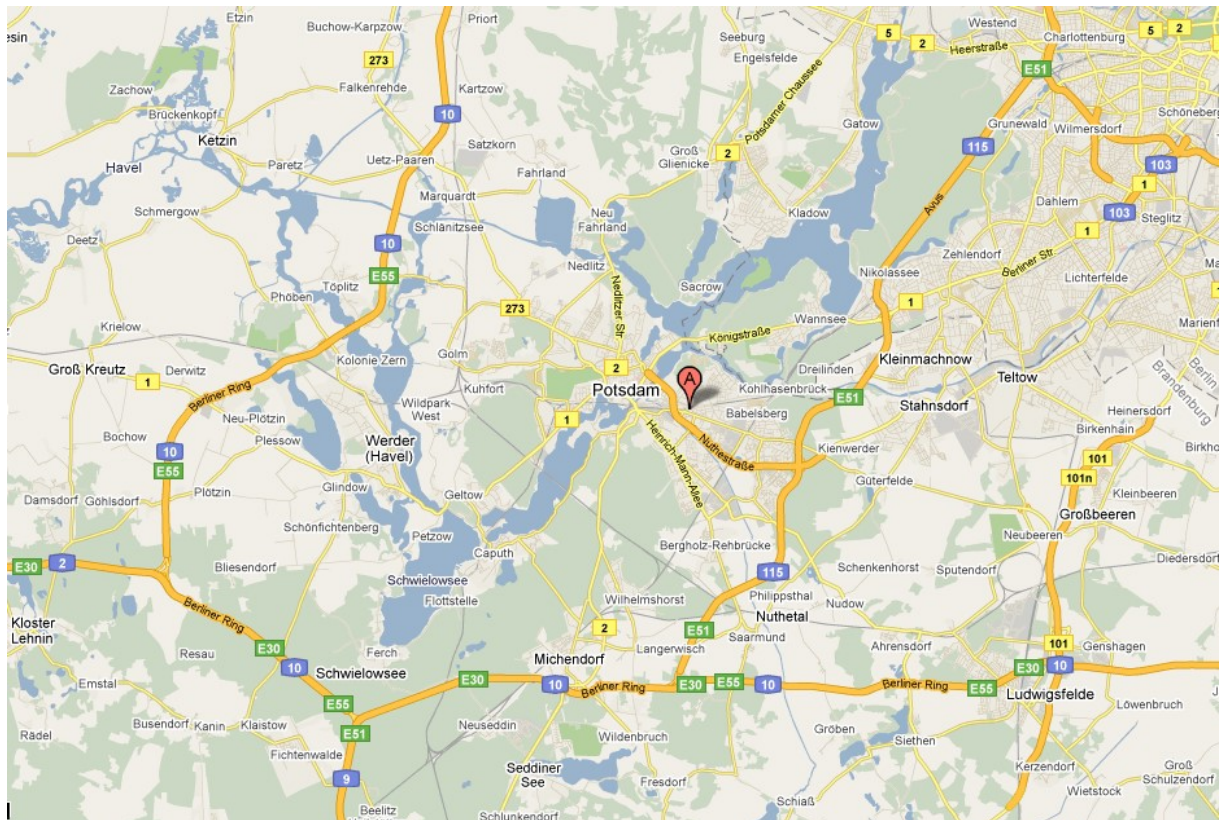 Etzin
Priort
Buchow-Karpzow
Seeburg
5
2
Westend
Charlottenburg
5
2
Heerstraße
273
Engelsfelde
E51
Zachow
Falkenrehde
Kartzow
Potsdamer Chaussee
Schöneberg
Brückenkopf
10
Gatow
Grunewald
Wilmersdorf
Ketzin
Satzkorn
Groß
Glienicke
2
115
103
Havel
Paretz
Uetz-Paaren
Fahrland
1
Marquardt
Neu
Fahrland
Kladow
Avus
Dahlem
103
Steglitz
Schmergow
Schlänitzsee
1
Deetz
10
Nedlitz
Zehlendorf
Berliner Str
E55
Nikolassee
Lichterfelde
Töplitz
Sacrow
Phöben
Nedlitzer Str
1
Krielow
273
Wannsee
Königstraße
Marienf
Kolonie Zern
Golm
Kleinmachnow
Groß Kreutz
Derwitz
2
Dreilinden
Teltow
Berlin
Brandenburg
1
Berliner Ring
Kuhfort
Potsdam
A
Kohlhasenbrück
E51
Wildpark
West
Stahnsdorf
Neu-Plötzin
1
Babelsberg
Heinersdorf
Bochow
Plessow
Werder
(Havel)
Heinrich-Mann-Allee
Nuthestraße
Kienwerder
Birkenhain
10
Birkho
E55
101
101n
Glindow
Geltow
Güterfelde
Damsdorf
Göhlsdorf
Plötzin
Kleinbeeren
Schönfichtenberg
Großbeeren
Petzow
Neubeeren
Caputh
Bergholz-Rehbrücke
E30
2
Bliesendorf
Schenkenhorst
Sputendorf
Diedersdorf
Schwielowsee
115
Flottstelle
Wilhelmshorst
Philippsthal
Nudow
Berliner Ring
Nuthetal
Kloster
Lehnin
2
E51
Saarmund
E30
Ferch
Langerwisch
Ahrensdorf
101
Genshagen
Resau
10
Schwielowsee
Michendorf
E30
10
E30
10
Berliner Ring
E30
E55
10
Berliner Ring
E55
Emstal
Ludwigsfelde
E55
Löwenbruch
Busendorf
Kanin
Klaistow
E51
Neuseddin
Gröben
Rädel
Wildenbruch
Siethen
Fichtenwalde
9
Seddiner
See
Fresdorf
Kerzendorf
Groß
Schulzendorf
Wietstock
Beelitz
Schlunkendorf
Schiaß